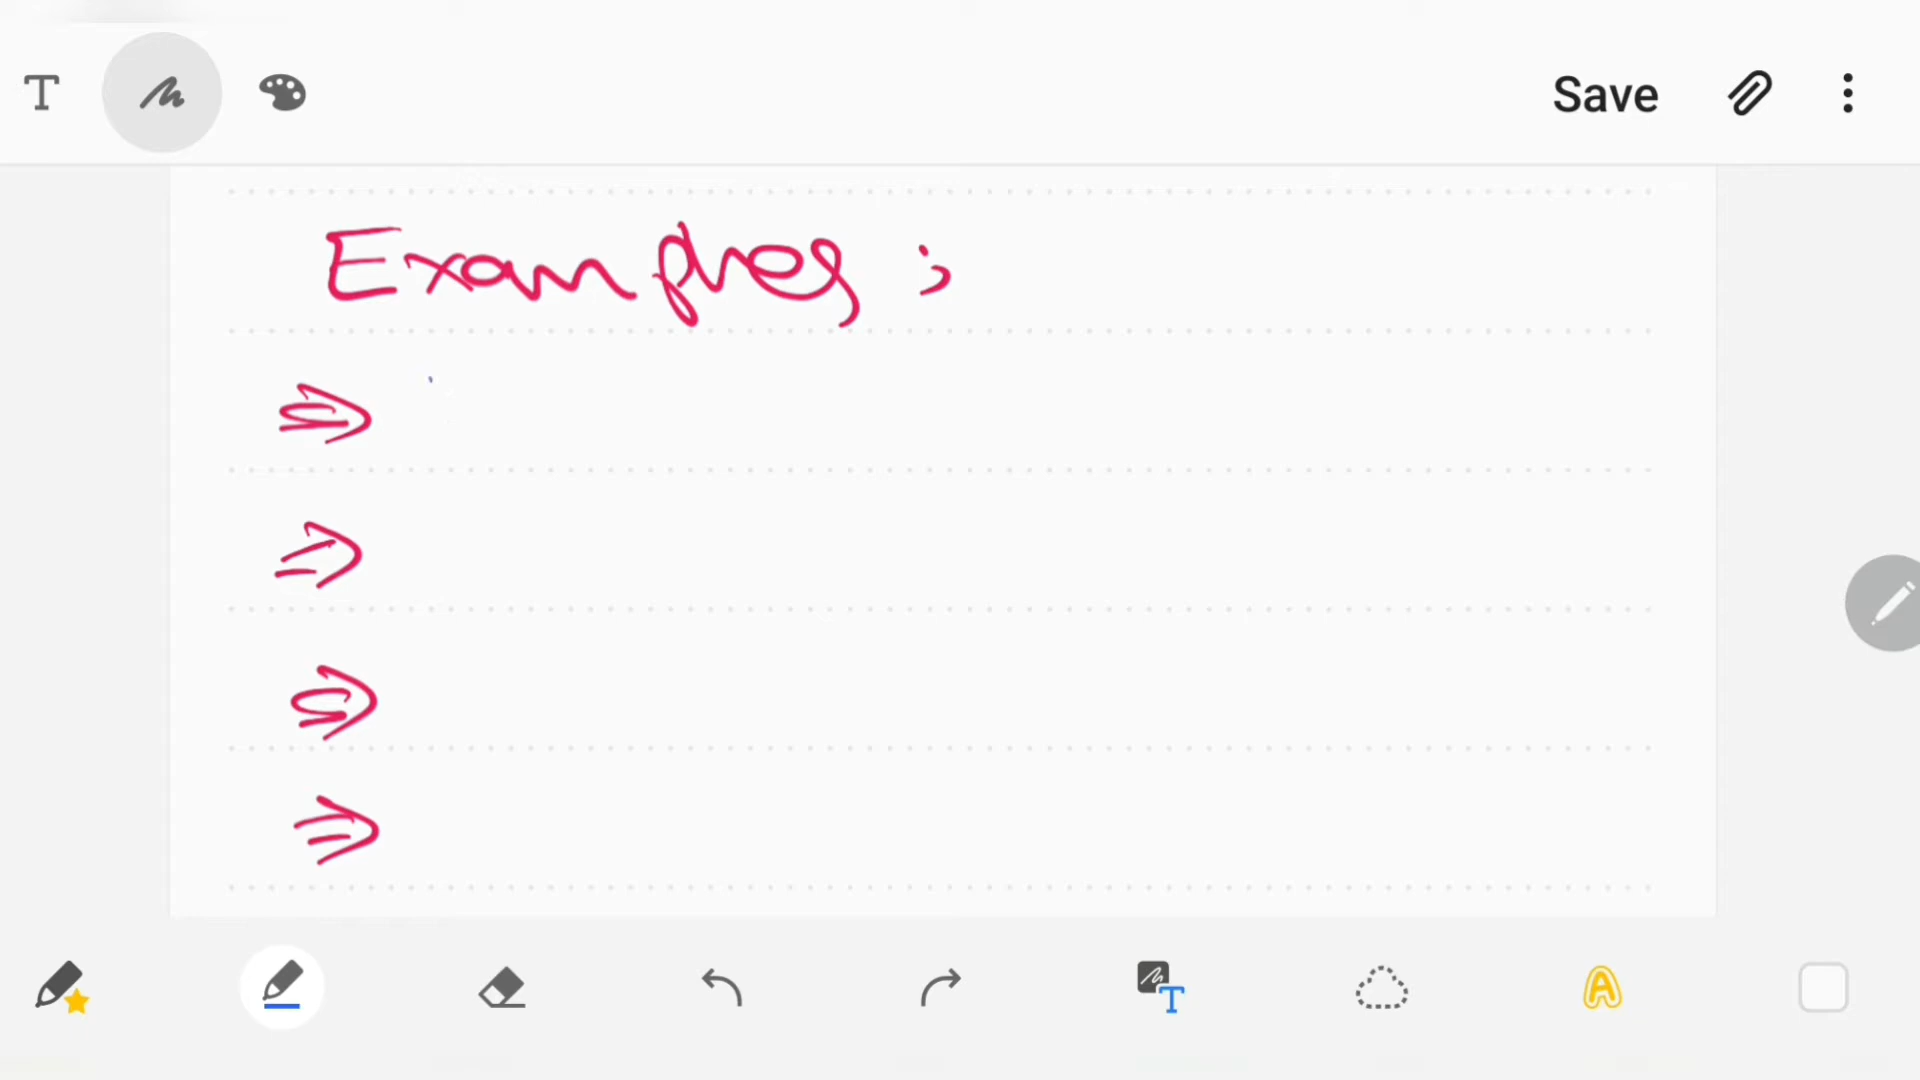 T Save
Examples :
⇒
⇒
⇒
⇒
T A